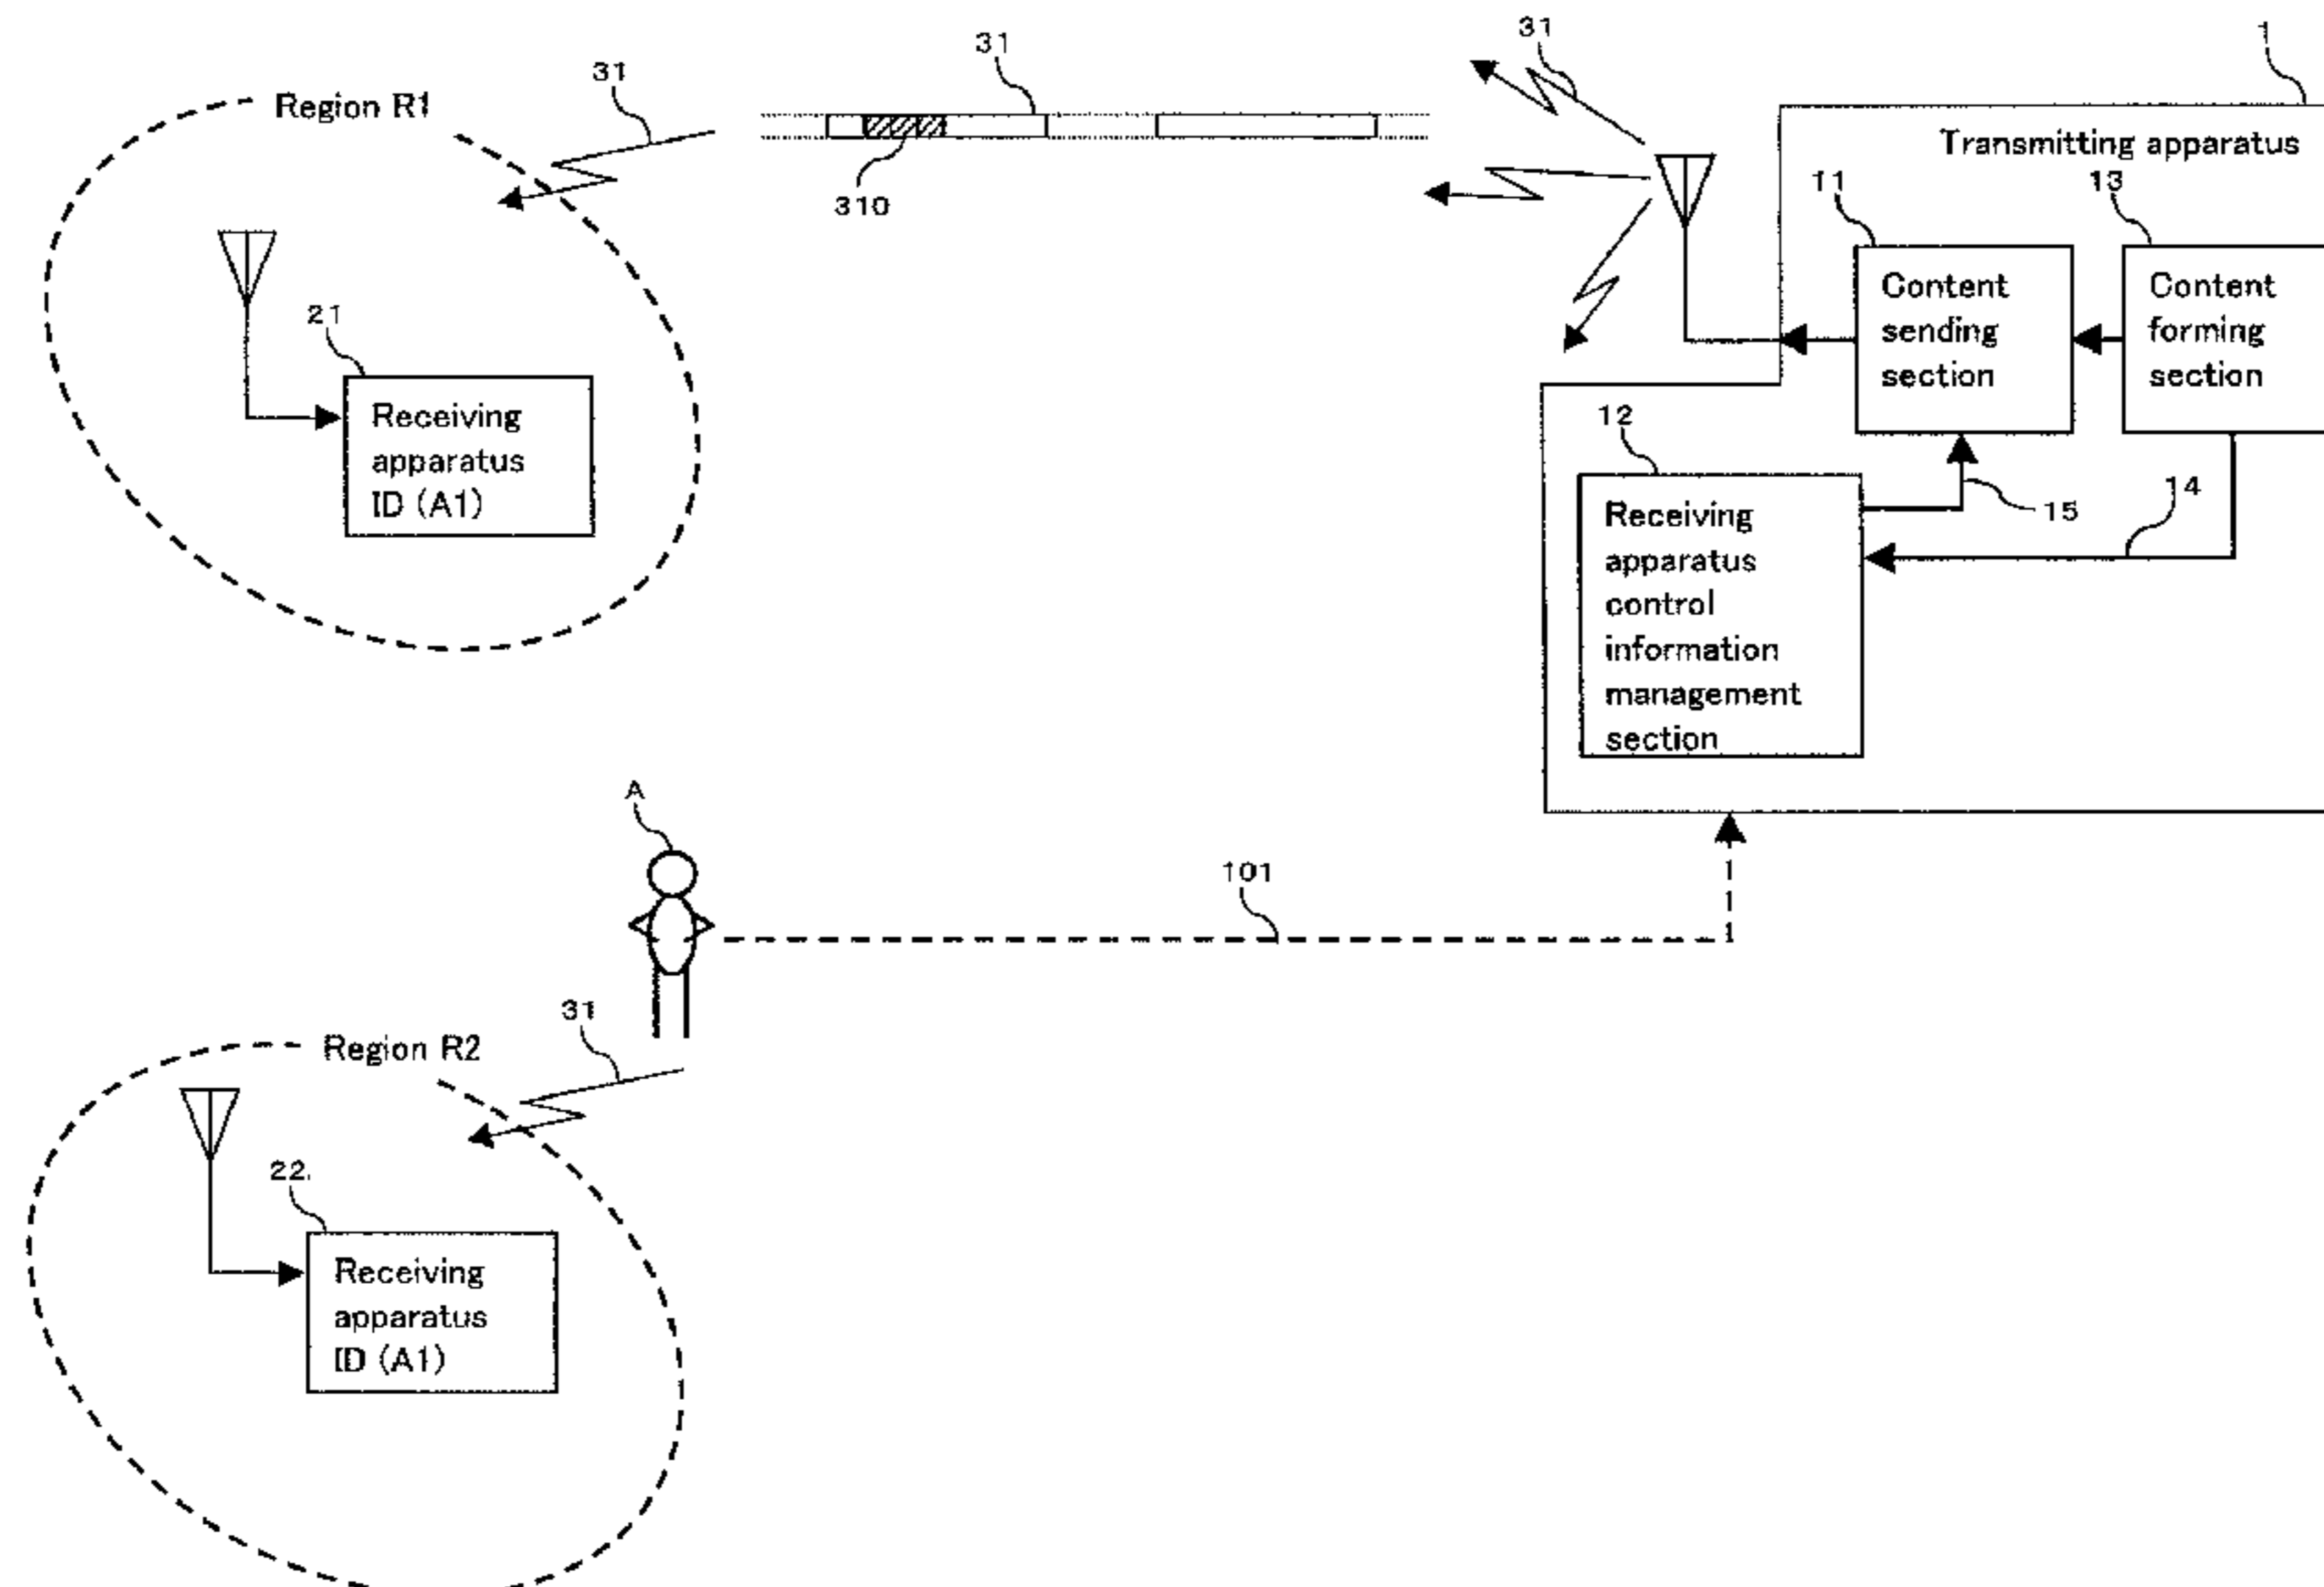 31
31
31
1
Region R1
310
Transmitting apparatus
11
13
Content
sending
section
Content
forming
section
21
Receiving
apparatus
ID (A1)
12
15
14
Receiving
apparatus
control
information
management
section
A
101
31
Region R2
22.
Receiving
apparatus
ID (A1)